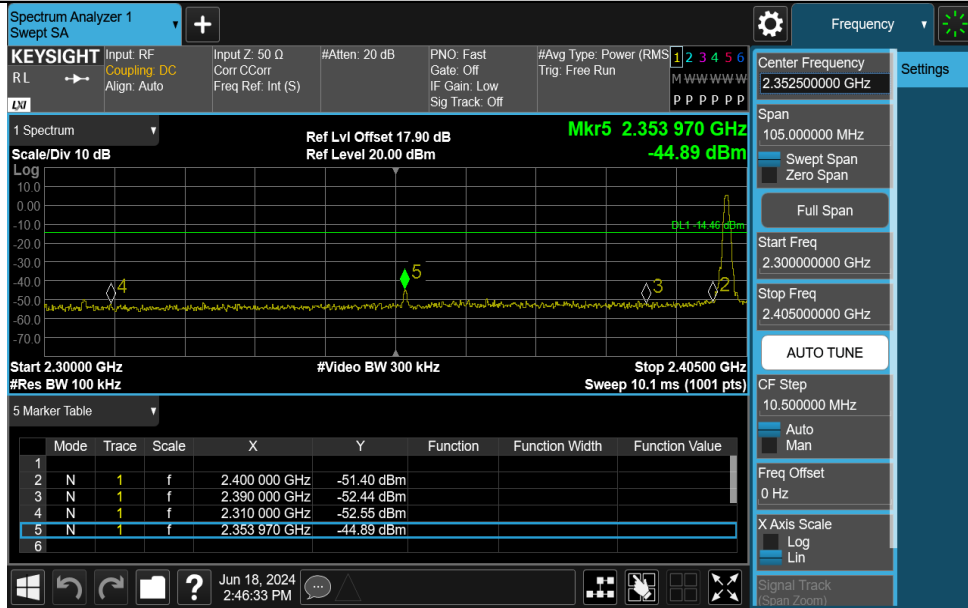 Spectrum Analyzer 1
Swept SA
+
Frequency
KEYSIGHT
RL
LXI
Input: RF
Coupling: DC
Align: Auto
Input Z: 50 Ω
Corr CCorr
Freq Ref: Int (S)
#Atten: 20 dB
PNO: Fast
Gate: Off
IF Gain: Low
Sig Track: Off
#Avg Type: Power (RMS
Trig: Free Run
1 2 3 4 5 6
M W W W W W
P P P P P P
1 Spectrum
Scale/Div 10 dB
Ref Lvl Offset 17.90 dB
Ref Level 20.00 dBm
Mkr5 2.353 970 GHz
-44.89 dBm
Log
10.0
0.00
-10.0
-20.0
-30.0
-40.0
-50.0
-60.0
-70.0
DL1 -14.46 dBm
4
5
3
2
Start 2.30000 GHz
#Video BW 300 kHz
Stop 2.40500 GHz
#Res BW 100 kHz
Sweep 10.1 ms (1001 pts)
5 Marker Table
Mode Trace Scale X Y Function Function Width Function Value
1
2 N 1 f 2.400 000 GHz -51.40 dBm
3 N 1 f 2.390 000 GHz -52.44 dBm
4 N 1 f 2.310 000 GHz -52.55 dBm
5 N 1 f 2.353 970 GHz -44.89 dBm
6
?
Jun 18, 2024
2:46:33 PM
Center Frequency
2.352500000 GHz
Settings
Span
105.000000 MHz
Swept Span
Zero Span
Full Span
Start Freq
2.300000000 GHz
Stop Freq
2.405000000 GHz
AUTO TUNE
CF Step
10.500000 MHz
Auto
Man
Freq Offset
0 Hz
X Axis Scale
Log
Lin
Signal Track
(Span Zoom)